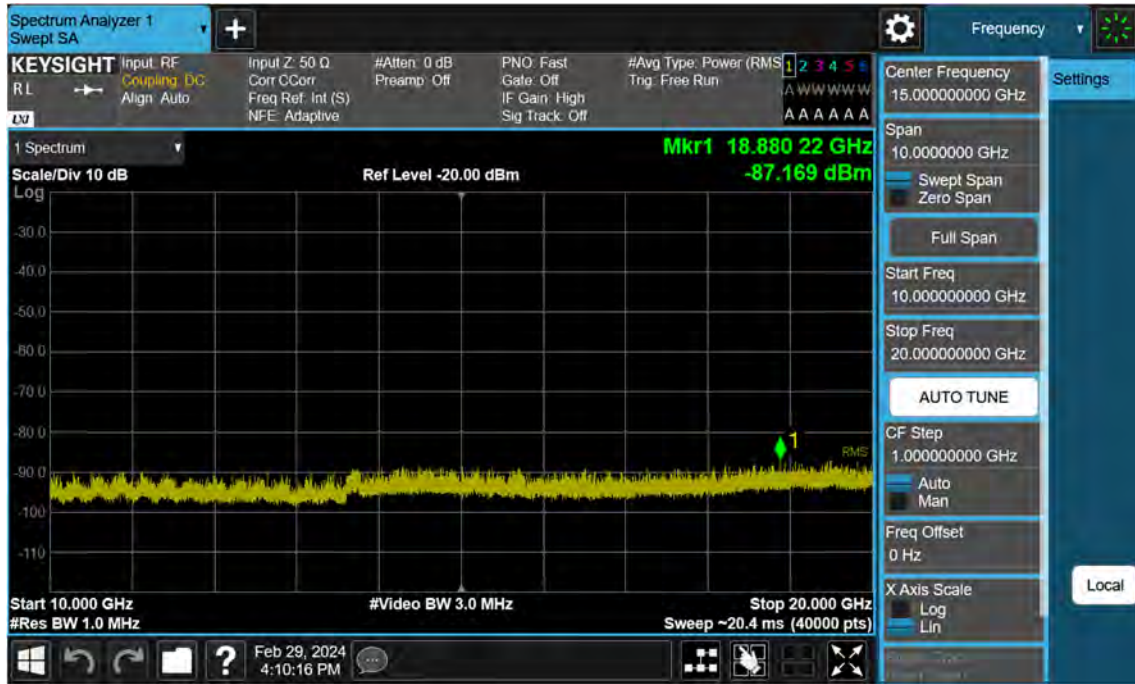 Spectrum Analyzer 1
Swept SA
Frequency
KEYSIGHT
Input: RF
Input Z: 50 Ω
#Atten: 0 dB
PNO: Fast
#Avg Type: Power (RMS
1 2 3 4 5 6
R L
Coupling: DC
Corr CCorr
Preamp: Off
Gate: Off
Trig: Free Run
A W W W W W
Align: Auto
Freq Ref: Int (S)
IF Gain: High
LXI
NFE: Adaptive
Sig Track: Off
A A A A A A
1 Spectrum
Mkr1 18.880 22 GHz
Scale/Div 10 dB
Ref Level -20.00 dBm
-87.169 dBm
Log
-30.0
-40.0
-50.0
-60.0
-70.0
-80.0
-90.0
-100
-110
1
RMS
Start 10.000 GHz
#Video BW 3.0 MHz
Stop 20.000 GHz
#Res BW 1.0 MHz
Sweep ~20.4 ms (40000 pts)
Center Frequency
15.000000000 GHz
Settings
Span
10.0000000 GHz
Swept Span
Zero Span
Full Span
Start Freq
10.000000000 GHz
Stop Freq
20.000000000 GHz
AUTO TUNE
CF Step
1.000000000 GHz
Auto
Man
Freq Offset
0 Hz
X Axis Scale
Log
Lin
Local
?
Feb 29, 2024
4:10:16 PM